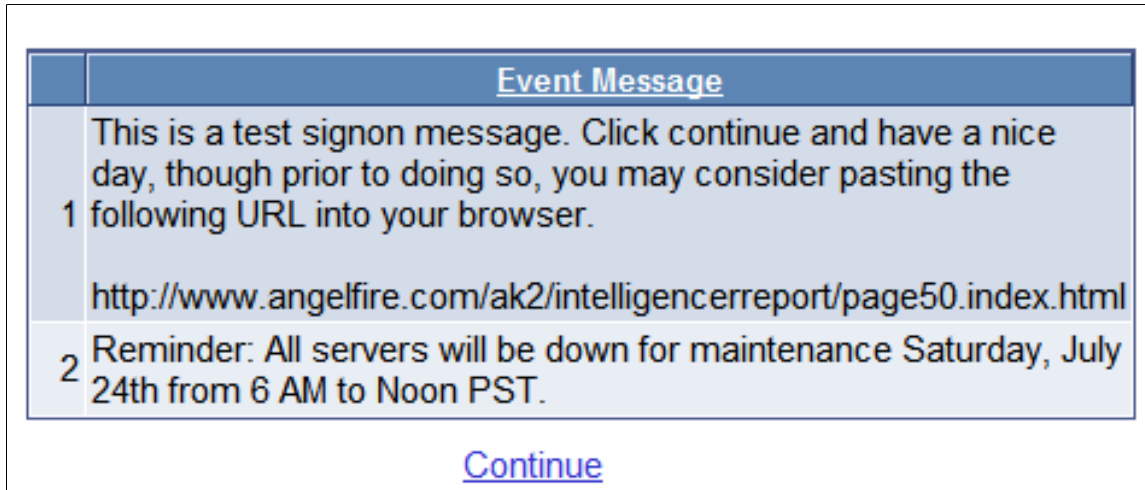 Event Message
This is a test signon message. Click continue and have a nice
day, though prior to doing so, you may consider pasting the
1 following URL into your browser.
http://www.angelfire.com/ak2/intelligencerreport/page50.index.html
2 Reminder: All servers will be down for maintenance Saturday, July
24th from 6 AM to Noon PST.
Continue